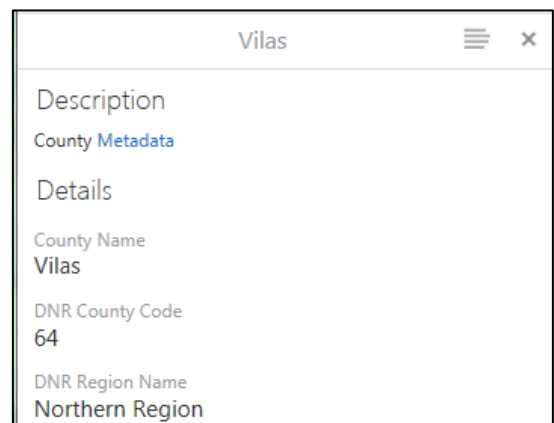 Vilas
Description
County Metadata
Details
County Name
Vilas
DNR County Code
64
DNR Region Name
Northern Region